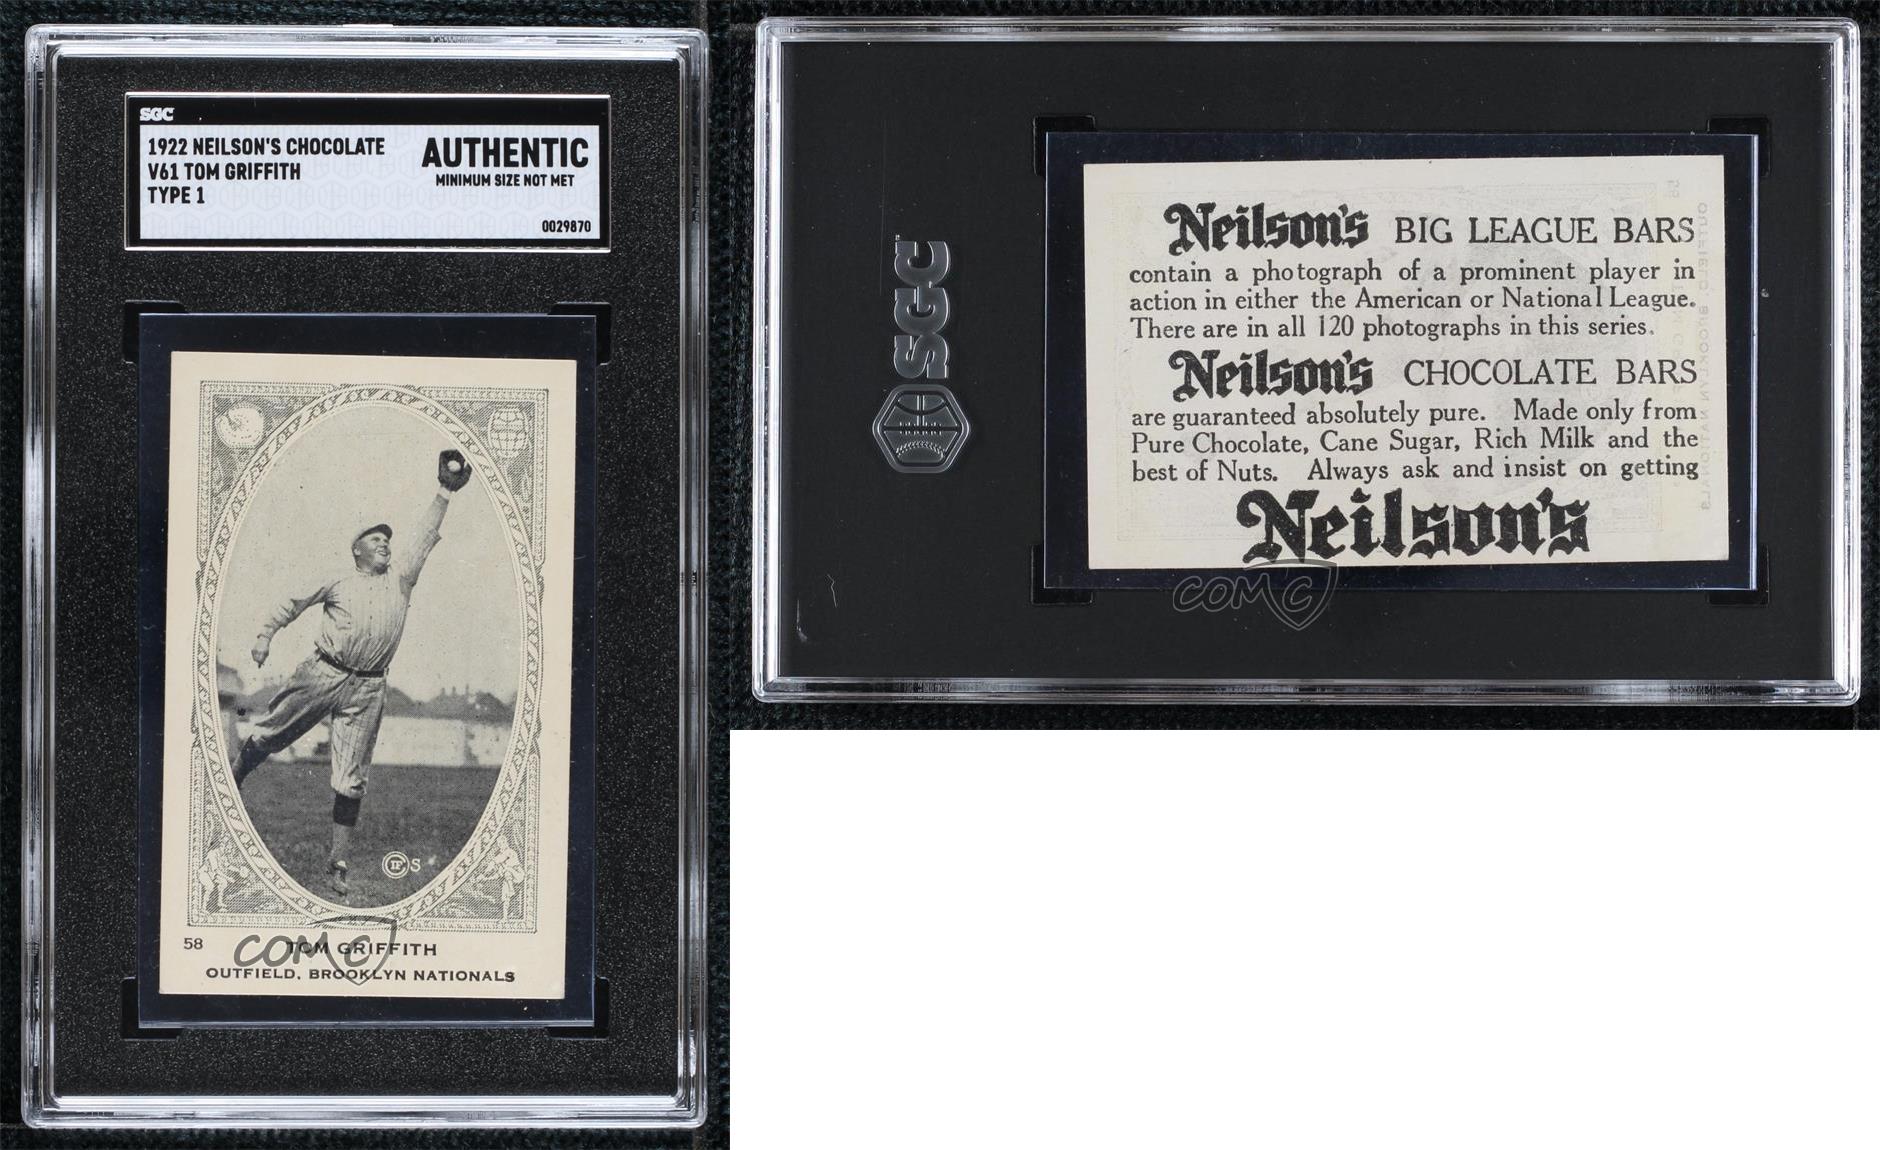 SGC
1922 NEILSON'S CHOCOLATE
V61 TOM GRIFFITH
TYPE 1
AUTHENTIC
MINIMUM SIZE NOT MET
0029870
IF S
58
TOM GRIFFITH
OUTFIELD, BROOKLYN NATIONALS
COMC
SGC
Neilson's BIG LEAGUE BARS
contain a photograph of a prominent player in
action in either the American or National League.
There are in all 120 photographs in this series.
Neilson's CHOCOLATE BARS
are guaranteed absolutely pure. Made only from
Pure Chocolate, Cane Sugar, Rich Milk and the
best of Nuts. Always ask and insist on getting
Neilson's
COMC